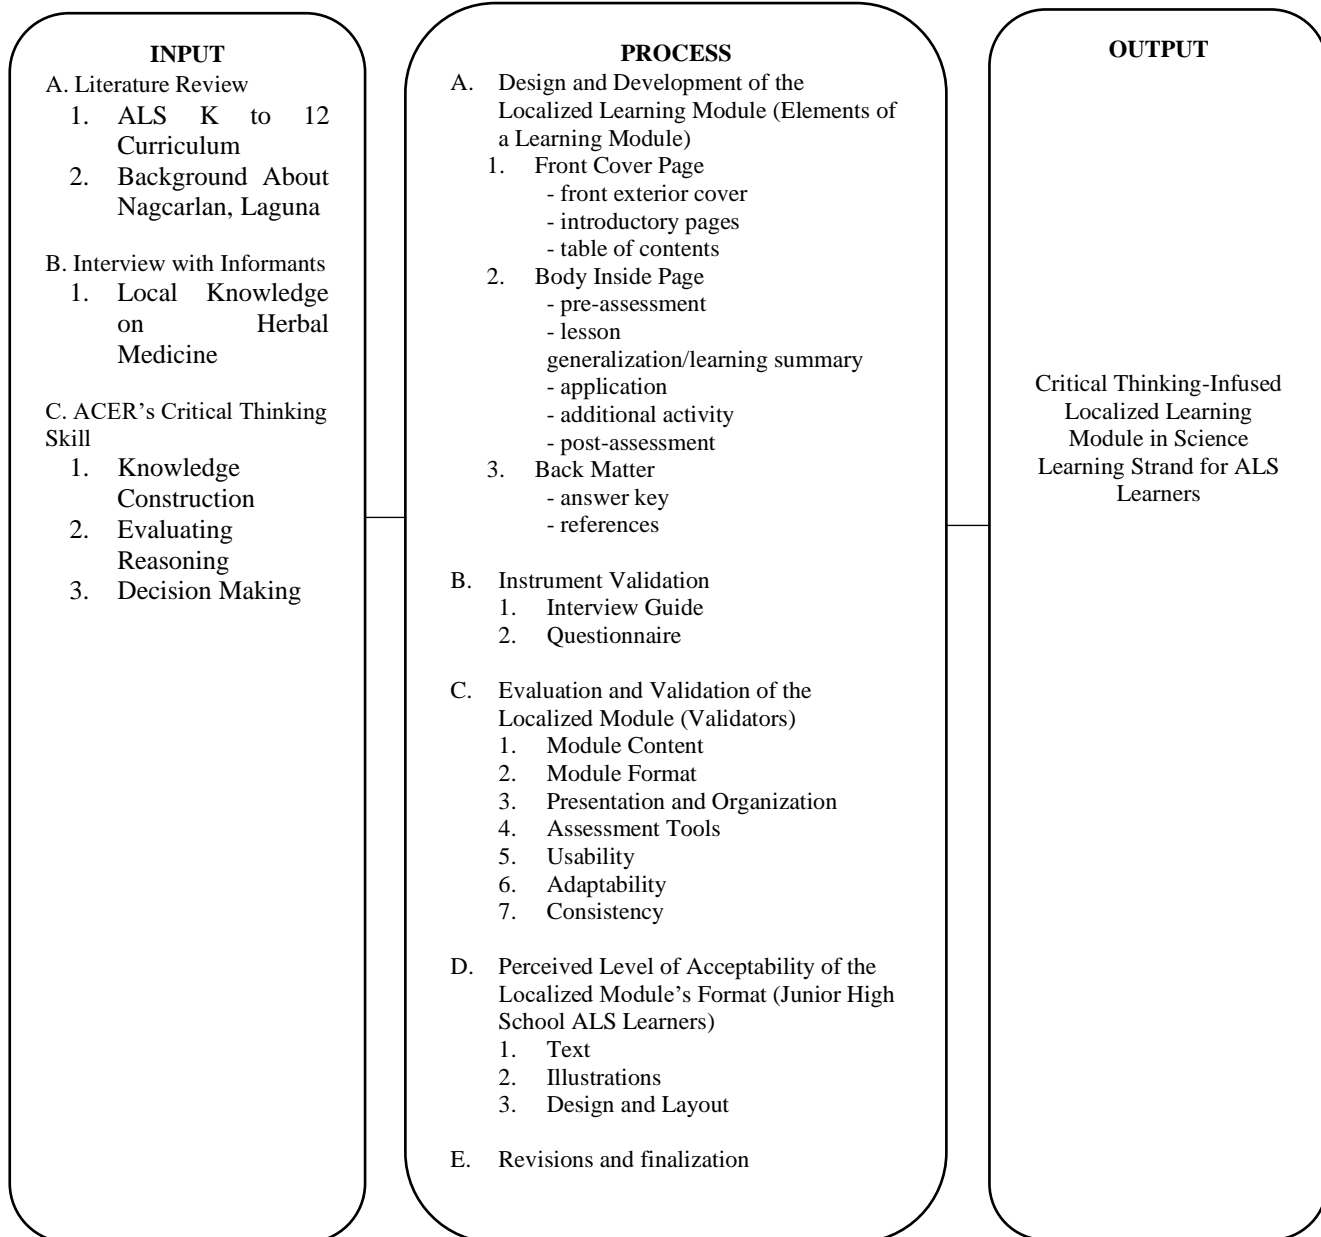 INPUT
A. Literature Review
1. ALS K to 12
Curriculum
2. Background About
Nagcarlan, Laguna
B. Interview with Informants
1. Local Knowledge
on Herbal
Medicine
C. ACER’s Critical Thinking
Skill
1. Knowledge
Construction
2. Evaluating
Reasoning
3. Decision Making
PROCESS
A. Design and Development of the
Localized Learning Module (Elements of
a Learning Module)
1. Front Cover Page
- front exterior cover
- introductory pages
- table of contents
2. Body Inside Page
- pre-assessment
- lesson
generalization/learning summary
- application
- additional activity
- post-assessment
3. Back Matter
- answer key
- references
B. Instrument Validation
1. Interview Guide
2. Questionnaire
C. Evaluation and Validation of the
Localized Module (Validators)
1. Module Content
2. Module Format
3. Presentation and Organization
4. Assessment Tools
5. Usability
6. Adaptability
7. Consistency
D. Perceived Level of Acceptability of the
Localized Module’s Format (Junior High
School ALS Learners)
1. Text
2. Illustrations
3. Design and Layout
E. Revisions and finalization
OUTPUT
Critical Thinking-Infused
Localized Learning
Module in Science
Learning Strand for ALS
Learners